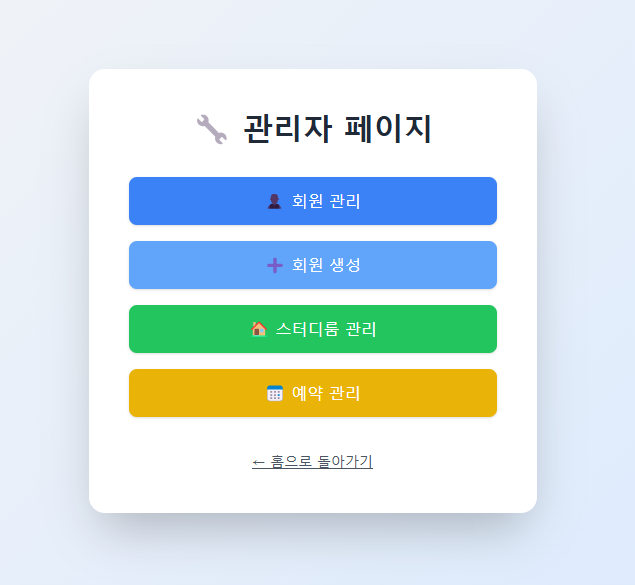 🔧 관리자 페이지
👤 회원 관리
➕ 회원 생성
🏠 스터디룸 관리
🗓️ 예약 관리
← 홈으로 돌아가기